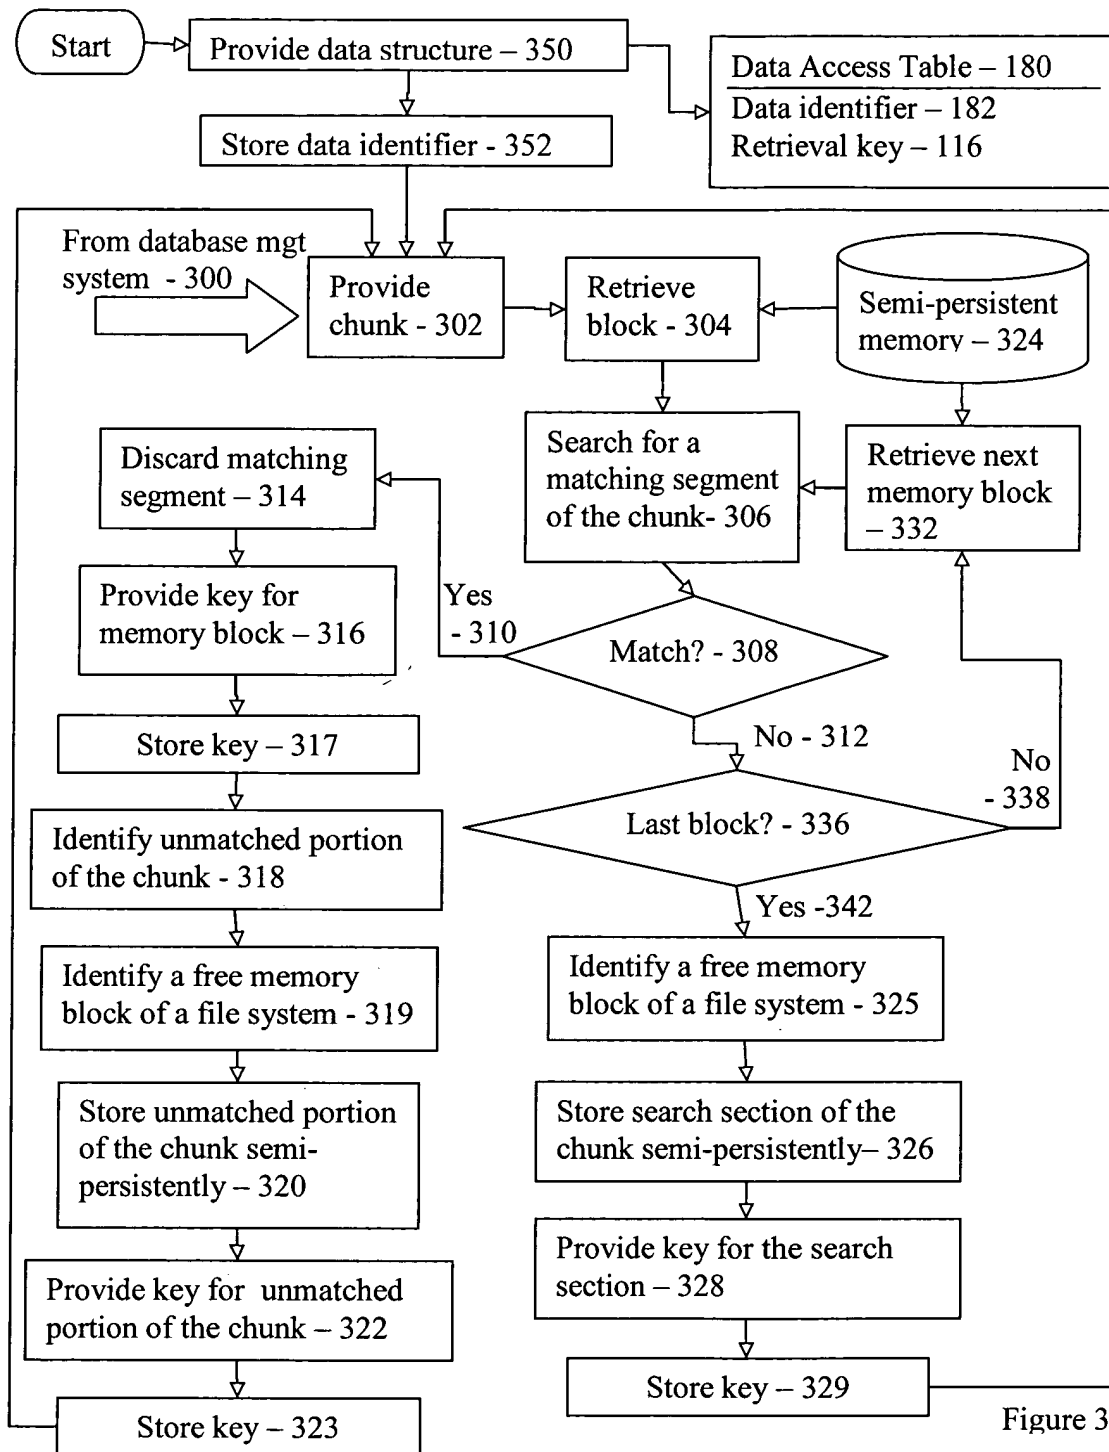 Start
Provide data structure – 350
Data Access Table – 180
Data identifier – 182
Retrieval key – 116
Store data identifier - 352
From database mgt
system - 300
Provide
chunk - 302
Retrieve
block - 304
Semi-persistent
memory – 324
Discard matching
segment – 314
Search for a
matching segment
of the chunk- 306
Retrieve next
memory block
– 332
Provide key for
memory block – 316
Yes
- 310
Match? - 308
Store key – 317
No - 312
No
- 338
Identify unmatched portion
of the chunk - 318
Last block? - 336
Yes -342
Identify a free memory
block of a file system - 319
Identify a free memory
block of a file system - 325
Store unmatched portion
of the chunk semi-
persistently – 320
Store search section of the
chunk semi-persistently– 326
Provide key for unmatched
portion of the chunk – 322
Provide key for the search
section – 328
Store key – 323
Store key – 329
Figure 3